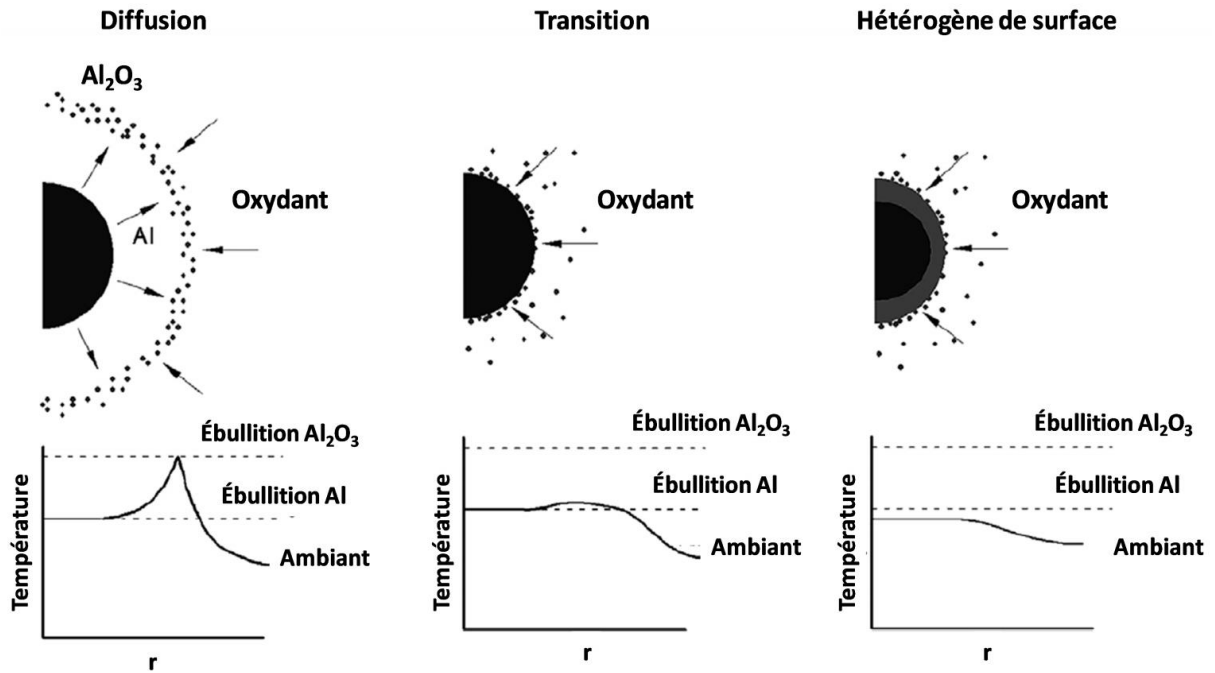 Diffusion
Al₂O₃
Oxydant
Al
Ébullition Al₂O₃
Ébullition Al
Ambiant
Température
r
Transition
Oxydant
Ébullition Al₂O₃
Ébullition Al
Ambiant
Température
r
Hétérogène de surface
Oxydant
Ébullition Al₂O₃
Ébullition Al
Ambiant
Température
r